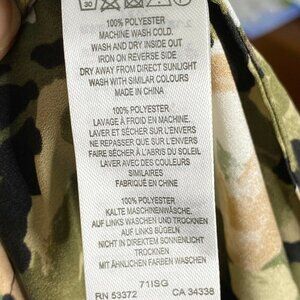 30
100% POLYESTER
MACHINE WASH COLD.
WASH AND DRY INSIDE OUT
IRON ON REVERSE SIDE
DRY AWAY FROM DIRECT SUNLIGHT
WASH WITH SIMILAR COLOURS
MADE IN CHINA
100% POLYESTER
LAVAGE À FROID EN MACHINE.
LAVER ET SÉCHER SUR L'ENVERS
NE REPASSER QUE SUR L'ENVERS
FAIRE SÉCHER À L'ABRIS DU SOLEIL
LAVER AVEC DES COULEURS
SIMILAIRES
FABRIQUÉ EN CHINE
100% POLYESTER
KALTE MASCHINENWÄSCHE.
AUF LINKS WASCHEN UND TROCKNEN
AUF LINKS BÜGELN
NICHT IN DIREKTEM SONNENLICHT
TROCKNEN
MIT ÄHNLICHEN FARBEN WASCHEN
71ISG
RN 53372 CA 34338